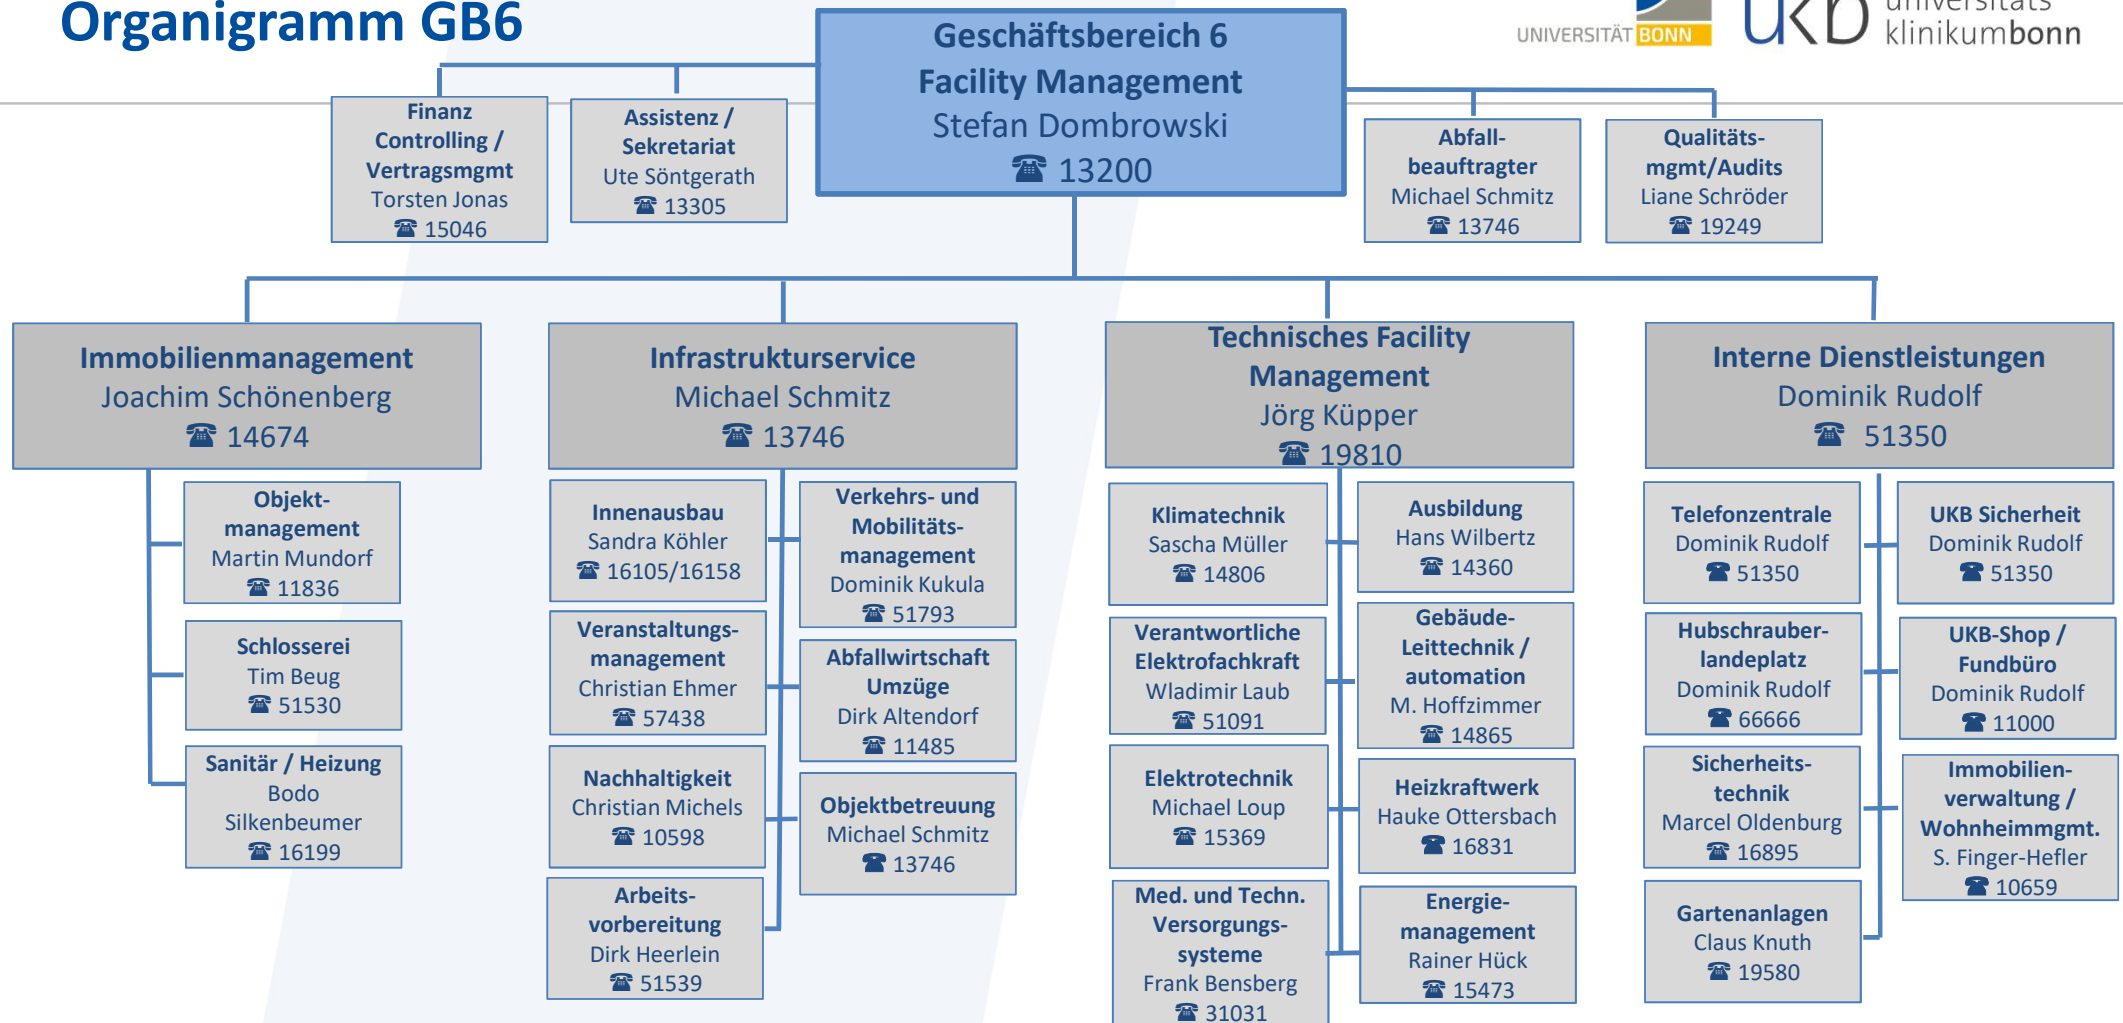 Organigramm GB6
UNIVERSITÄT BONN
ukb
universitäts
klinikumbonn
Geschäftsbereich 6
Facility Management
Stefan Dombrowski
☎ 13200
Finanz
Controlling /
Vertragsmgmt
Torsten Jonas
☎ 15046
Assistenz /
Sekretariat
Ute Söntgerath
☎ 13305
Abfall-
beauftragter
Michael Schmitz
☎ 13746
Qualitäts-
mgmt/Audits
Liane Schröder
☎ 19249
Immobilienmanagement
Joachim Schönenberg
☎ 14674
Objekt-
management
Martin Mundorf
☎ 11836
Schlosserei
Tim Beug
☎ 51530
Sanitär / Heizung
Bodo
Silkenbeumer
☎ 16199
Infrastrukturservice
Michael Schmitz
☎ 13746
Innenausbau
Sandra Köhler
☎ 16105/16158
Verkehrs- und
Mobilitäts-
management
Dominik Kukula
☎ 51793
Veranstaltungs-
management
Christian Ehmer
☎ 57438
Abfallwirtschaft
Umzüge
Dirk Altendorf
☎ 11485
Nachhaltigkeit
Christian Michels
☎ 10598
Objektbetreuung
Michael Schmitz
☎ 13746
Arbeits-
vorbereitung
Dirk Heerlein
☎ 51539
Technisches Facility
Management
Jörg Küpper
☎ 19810
Klimatechnik
Sascha Müller
☎ 14806
Ausbildung
Hans Wilbertz
☎ 14360
Verantwortliche
Elektrofachkraft
Wladimir Laub
☎ 51091
Gebäude-
Leittechnik /
automation
M. Hoffzimmer
☎ 14865
Elektrotechnik
Michael Loup
☎ 15369
Heizkraftwerk
Hauke Ottersbach
☎ 16831
Med. und Techn.
Versorgungs-
systeme
Frank Bensberg
☎ 31031
Energie-
management
Rainer Hück
☎ 15473
Interne Dienstleistungen
Dominik Rudolf
☎ 51350
Telefonzentrale
Dominik Rudolf
☎ 51350
UKB Sicherheit
Dominik Rudolf
☎ 51350
Hubschrauber-
landeplatz
Dominik Rudolf
☎ 66666
UKB-Shop /
Fundbüro
Dominik Rudolf
☎ 11000
Sicherheits-
technik
Marcel Oldenburg
☎ 16895
Immobilien-
verwaltung /
Wohnheimmgmt.
S. Finger-Hefler
☎ 10659
Gartenanlagen
Claus Knuth
☎ 19580